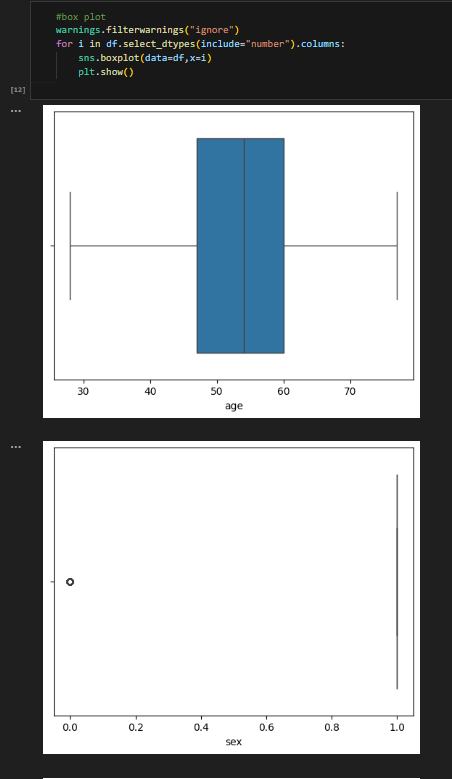 #box plot
warnings.filterwarnings("ignore")
for i in df.select_dtypes(include="number").columns:
    sns.boxplot(data=df,x=i)
    plt.show()
[12]
...
30 40 50 60 70
age
...
0.0 0.2 0.4 0.6 0.8 1.0
sex